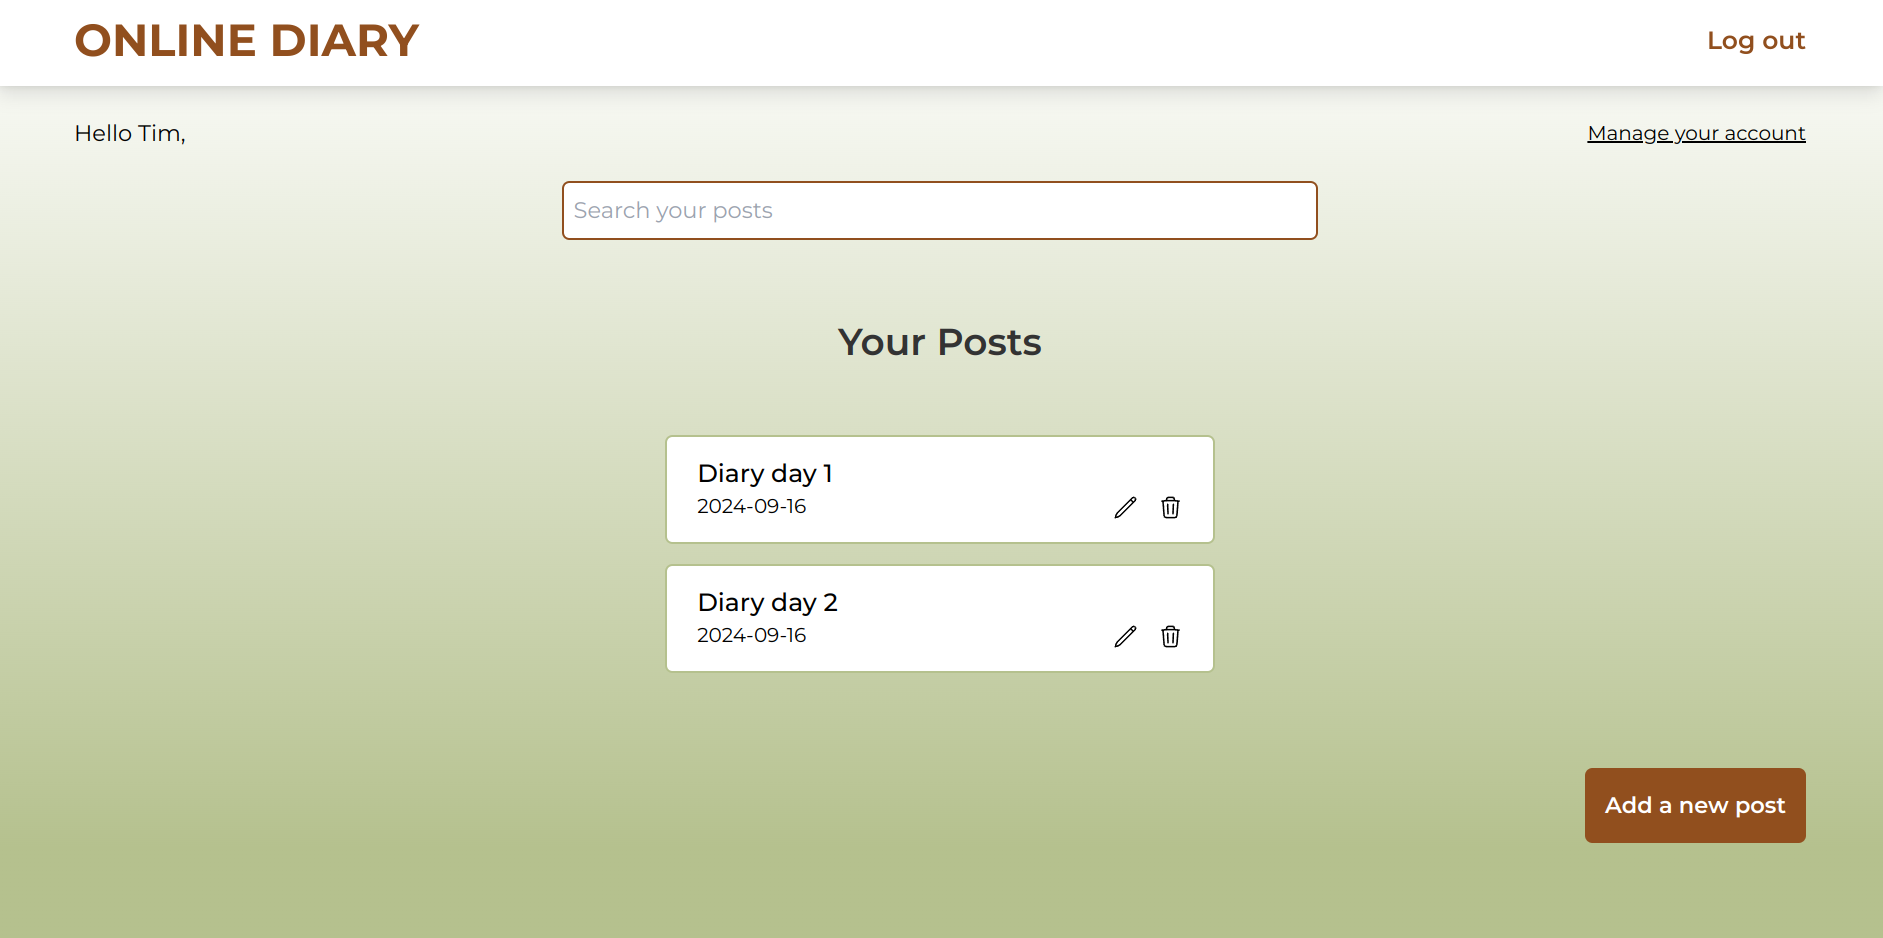 ONLINE DIARY
Log out
Hello Tim,
Manage your account
Search your posts
Your Posts
Diary day 1
2024-09-16
Diary day 2
2024-09-16
Add a new post